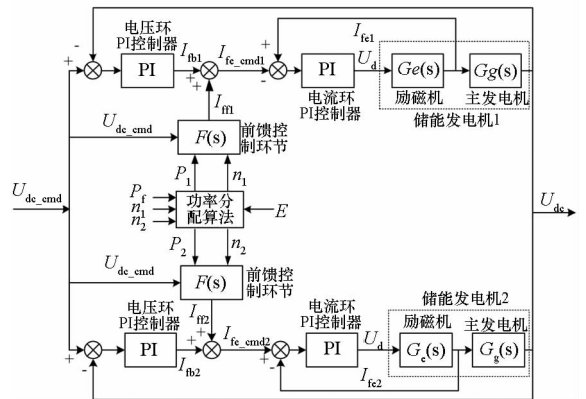 电压环
PI控制器
I_fb1
I_fe_cmd1
I_fe1
U_d
PI
PI
Ge(s)
Gg(s)
电流环
PI控制器
励磁机
主发电机
储能发电机1
I_ff1
U_dc_cmd
F(s)
前馈控
制环节
P_1
n_1
U_dc_cmd
P_f
n_1
n_2
功率分
配算法
E
U_dc
P_2
n_2
U_dc_cmd
F(s)
前馈控
制环节
储能发电机2
电压环
PI控制器
I_ff2
电流环
PI控制器
励磁机
主发电机
PI
I_fb2
I_fe_cmd2
PI
U_d
G_e(s)
G_g(s)
I_fe2